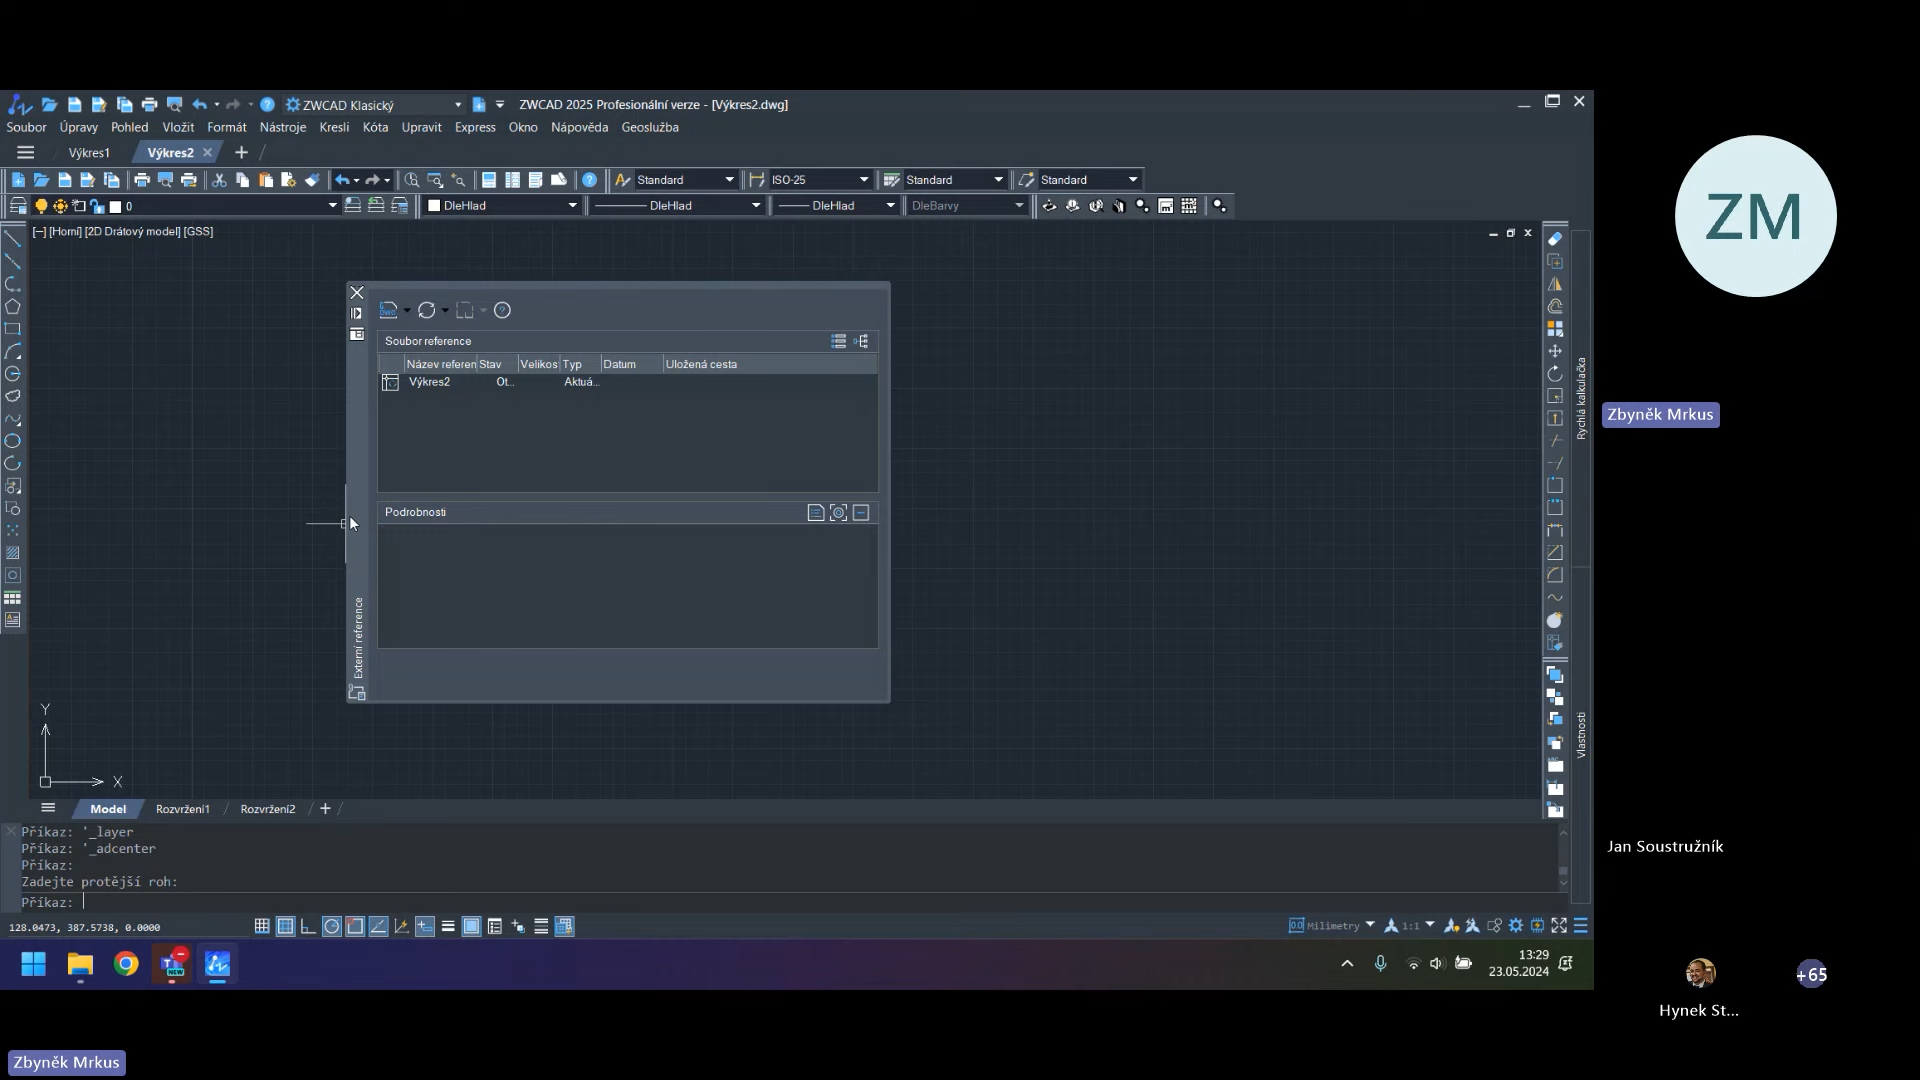 ZWCAD Klasický
ZWCAD 2025 Profesionální verze - [Výkres2.dwg]
Soubor Úpravy Pohled Vložit Formát Nástroje Kresli Kóta Upravit Express Okno Nápověda Geoslužba
Výkres1 Výkres2
Standard ISO-25 Standard Standard
0 DleHlad DleHlad DleHlad DleBarvy
[−] [Horní] [2D Drátový model] [GSS]
DWG
Soubor reference
Název referen Stav Velikos Typ Datum Uložená cesta
Výkres2 Ot... Aktuá...
Podrobnosti
Externí reference
Rychlá kalkulačka
Vlastnosti
Y
X
Model Rozvržení1 Rozvržení2
Příkaz: '_layer
Příkaz: '_adcenter
Příkaz:
Zadejte protější roh:
Příkaz:
128.0473, 387.5738, 0.0000
0.0 Milimetry 1:1
NEW
13:29
23.05.2024
ZM
Zbyněk Mrkus
Jan Soustružník
+65
Hynek St...
Zbyněk Mrkus